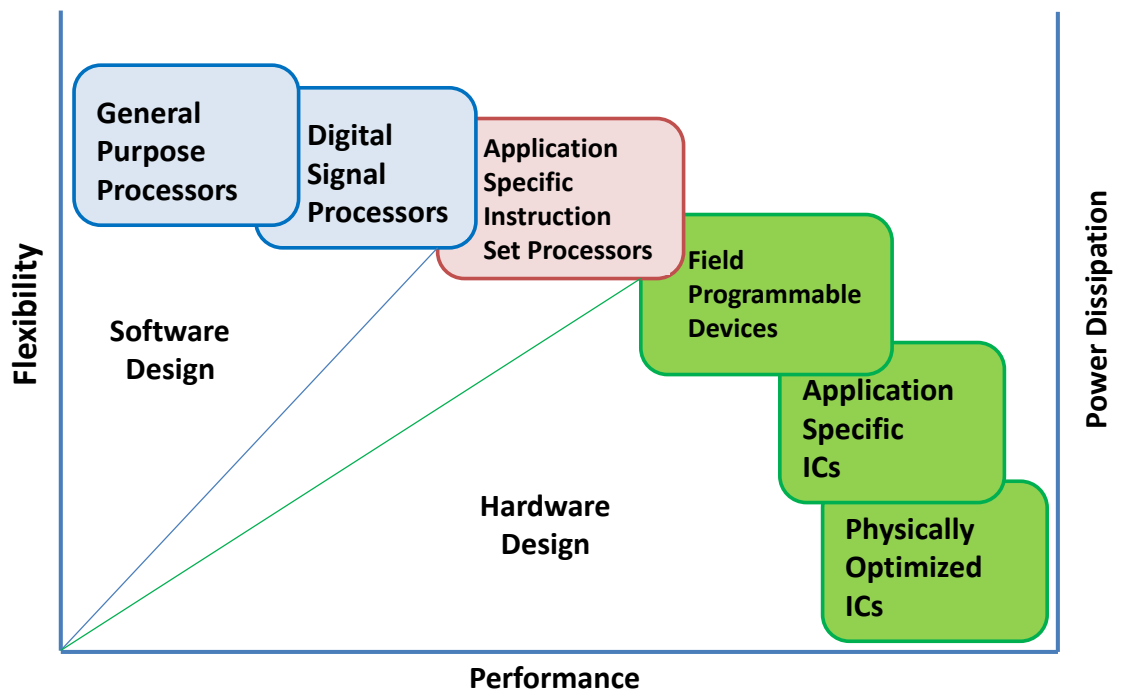 General
Purpose
Processors
Digital
Signal
Processors
Application
Specific
Instruction
Set Processors
Field
Programmable
Devices
Application
Specific
ICs
Physically
Optimized
ICs
Software
Design
Hardware
Design
Flexibility
Power Dissipation
Performance